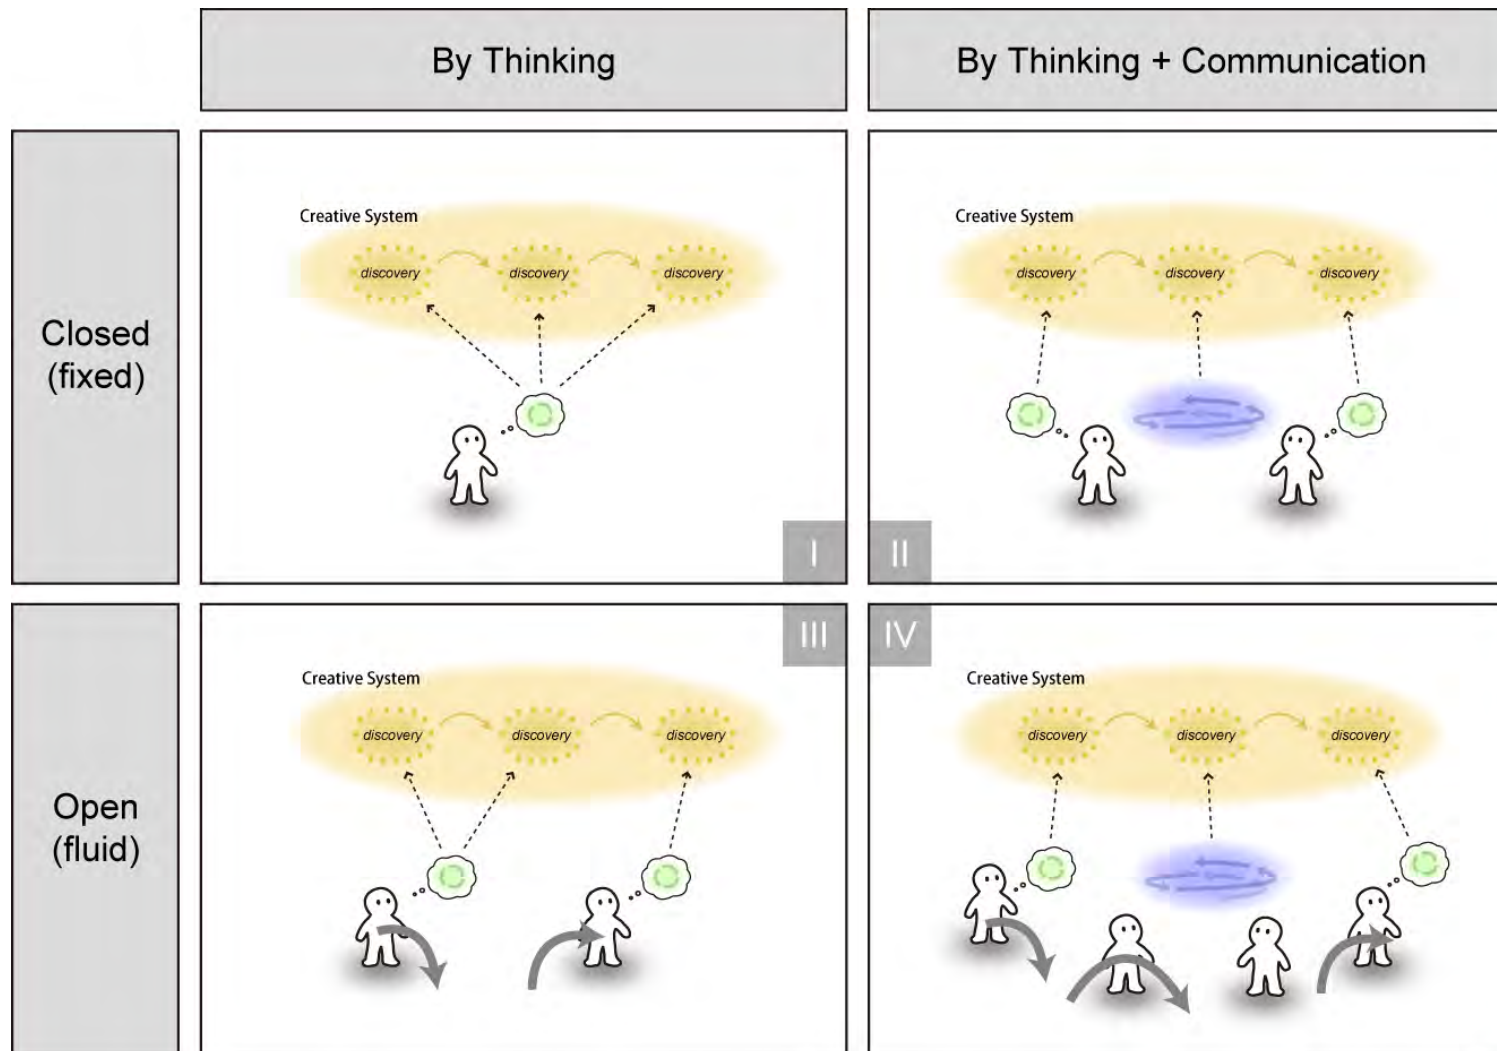 By Thinking
By Thinking + Communication
Closed
(fixed)
Creative System
discovery
discovery
discovery
I
Creative System
discovery
discovery
discovery
II
Open
(fluid)
III
Creative System
discovery
discovery
discovery
IV
Creative System
discovery
discovery
discovery